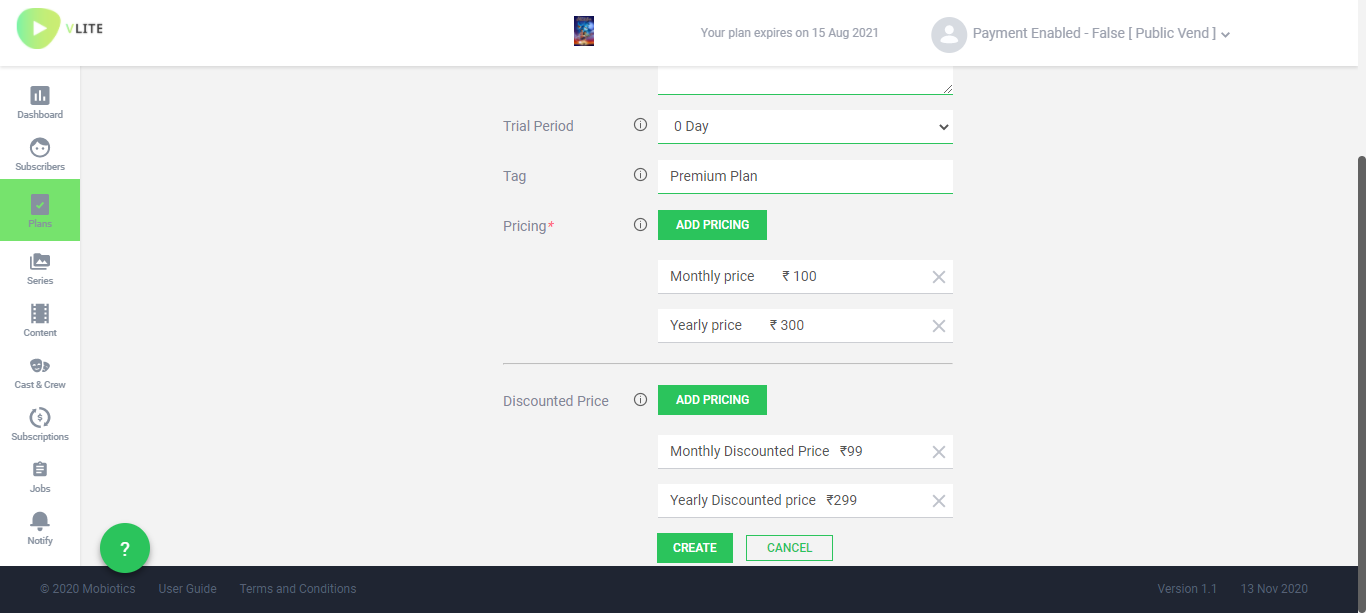 VLITE
Your plan expires on 15 Aug 2021
Payment Enabled - False [ Public Vend ]
Dashboard
Subscribers
Plans
Series
Content
Cast & Crew
Subscriptions
Jobs
Notify
Trial Period
0 Day
Tag
Premium Plan
Pricing*
ADD PRICING
Monthly price ₹ 100
Yearly price ₹ 300
Discounted Price
ADD PRICING
Monthly Discounted Price ₹99
Yearly Discounted price ₹299
CREATE
CANCEL
?
© 2020 Mobiotics
User Guide
Terms and Conditions
Version 1.1
13 Nov 2020